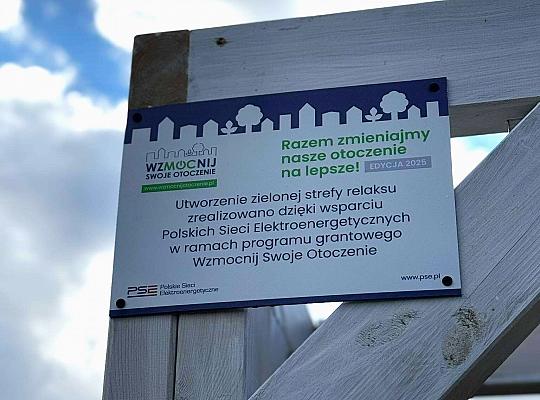 WZMOCNIJ
SWOJE OTOCZENIE
www.wzmocnijotoczenie.pl
Razem zmieniajmy
nasze otoczenie
na lepsze! EDYCJA 2025
Utworzenie zielonej strefy relaksu
zrealizowano dzięki wsparciu
Polskich Sieci Elektroenergetycznych
w ramach programu grantowego
Wzmocnij Swoje Otoczenie
PSE Polskie Sieci
Elektroenergetyczne
www.pse.pl